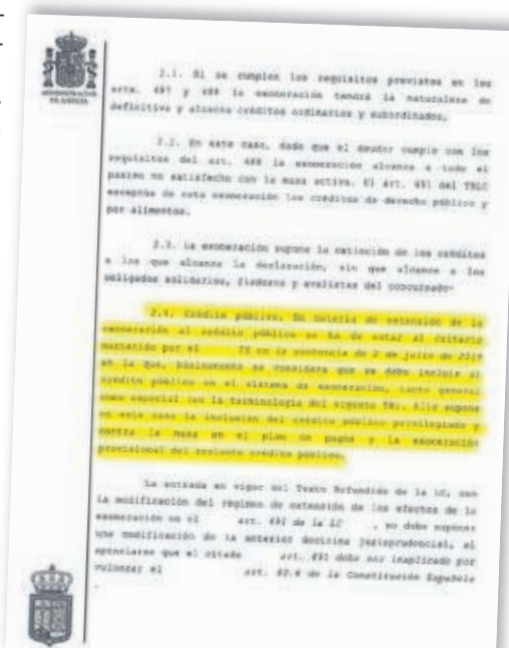 ADMINISTRACION
DE JUSTICIA
2.1. Si se cumplen los requisitos previstos en los
arts. 487 y 488 la exoneración tendrá la naturaleza de
definitiva y alcanza créditos ordinarios y subordinados.
2.2. En este caso, dado que el deudor cumple con los
requisitos del art. 488 la exoneración alcanza a todo el
pasivo no satisfecho con la masa activa. El art. 491 del TRLC
exceptúa de esta exoneración los créditos de derecho público y
por alimentos.
2.3. La exoneración supone la extinción de los créditos
a los que alcance la declaración, sin que alcance a los
obligados solidarios, fiadores y avalistas del concursado-
2.4. Crédito público. En materia de extensión de la
exoneración al crédito público se ha de estar al criterio
mantenido por el TS en la sentencia de 2 de julio de 2019
en la que, básicamente se considera que se debe incluir el
crédito público en el sistema de exoneración, tanto general
como especial (en la terminología del vigente TRLC. Ello supone
en este caso la inclusión del crédito público privilegiado y
contra la masa en el plan de pagos y la exoneración
provisional del restante crédito público.
La entrada en vigor del Texto Refundido de la LC, con
la modificación del régimen de extensión de los efectos de la
exoneración en el art. 491 de la LC , no debe suponer
una modificación de la anterior doctrina jurisprudencial, al
apreciarse que el citado art. 491 debe ser inaplicado por
vulnerar el art. 82.6 de la Constitución Española
.